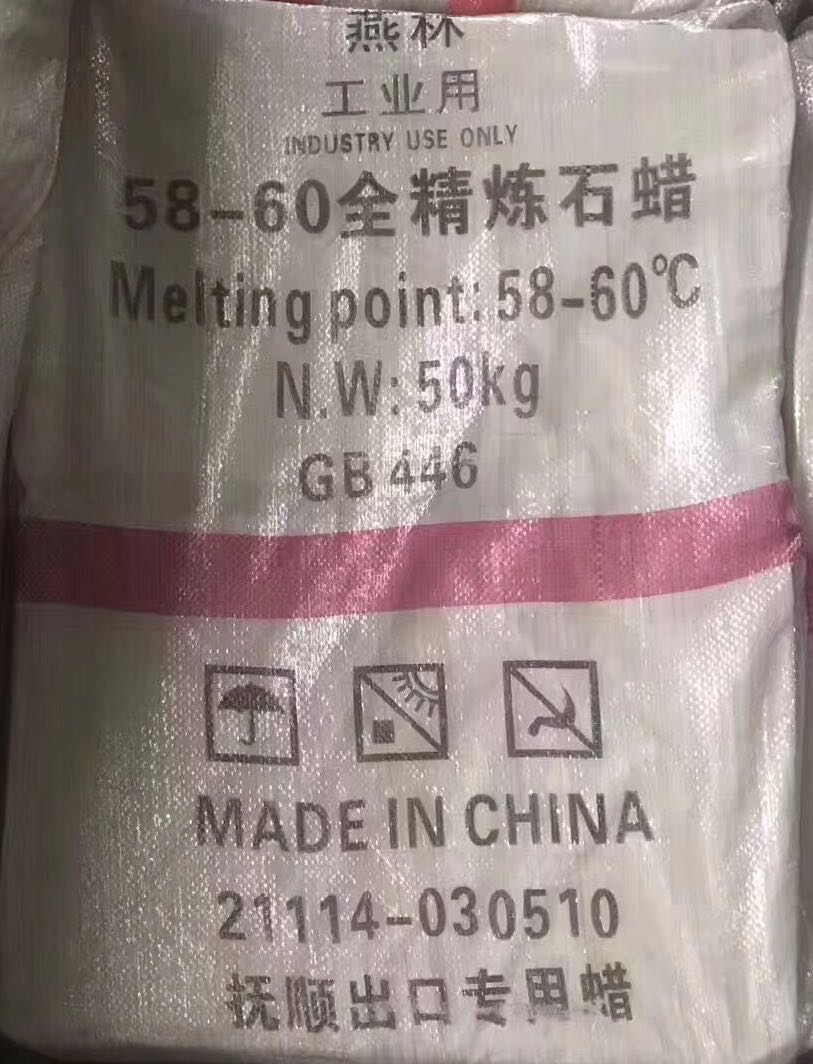 燕林
工业用
INDUSTRY USE ONLY
58-60全精炼石蜡
Melting point: 58-60℃
N.W: 50kg
GB 446
MADE IN CHINA
21114-030510
抚顺出口专用蜡